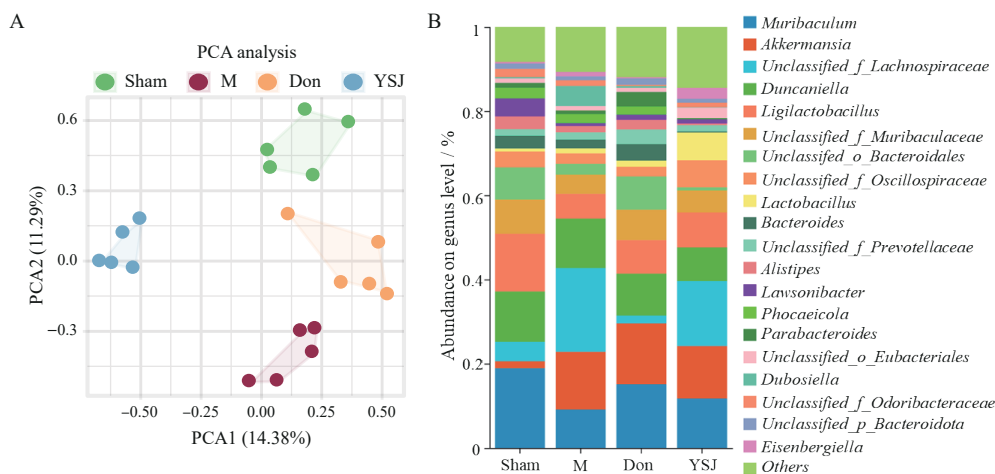 A
PCA analysis
Sham M Don YSJ
PCA2 (11.29%)
0.6
0.3
0.0
−0.3
−0.50 −0.25 0.00 0.25 0.50
PCA1 (14.38%)
B
Abundance on genus level / %
1
0.8
0.6
0.4
0.2
0
Sham M Don YSJ
Muribaculum
Akkermansia
Unclassified_f_Lachnospiraceae
Duncaniella
Ligilactobacillus
Unclassified_f_Muribaculaceae
Unclassifed_o_Bacteroidales
Unclassified_f_Oscillospiraceae
Lactobacillus
Bacteroides
Unclassified_f_Prevotellaceae
Alistipes
Lawsonibacter
Phocaeicola
Parabacteroides
Unclassified_o_Eubacteriales
Dubosiella
Unclassified_f_Odoribacteraceae
Unclassified_p_Bacteroidota
Eisenbergiella
Others